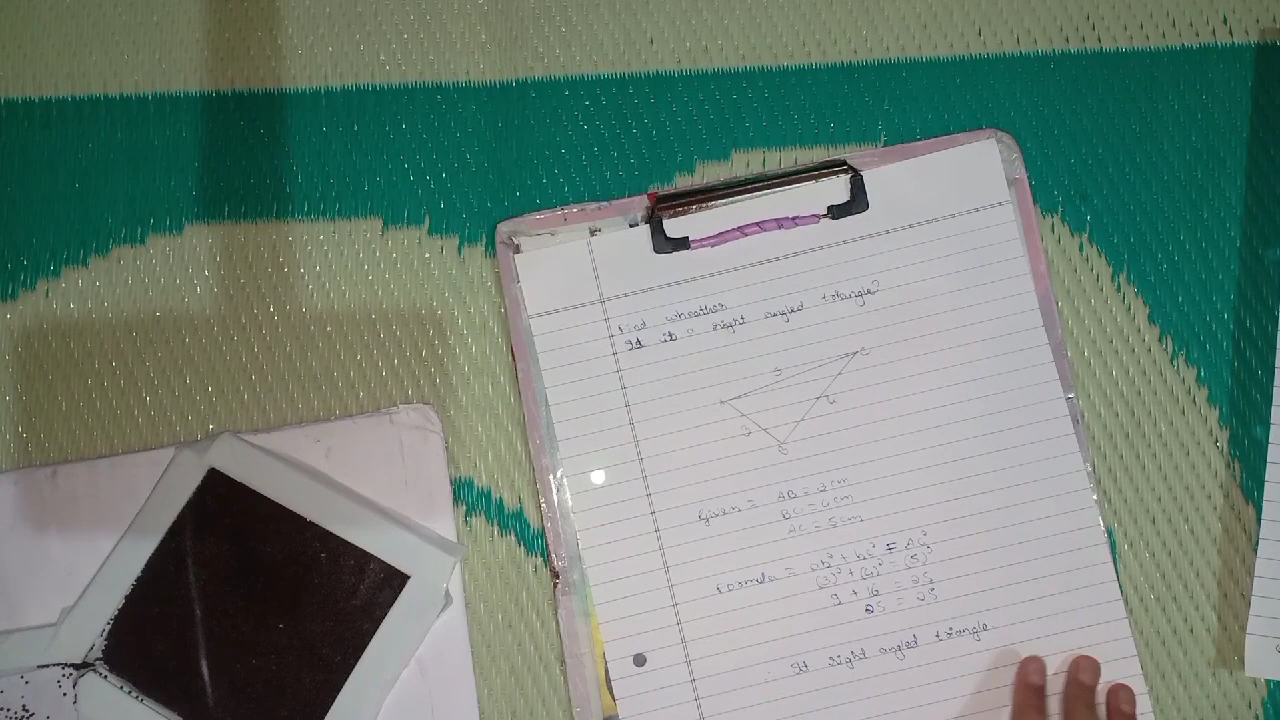 Find wheather
It is a right angled triangle?
5
C
4
3
B
Given = AB = 3cm
BC = 4cm
AC = 5cm
Formula = ab² + bc² = AC²
(3)² + (4)² = (5)²
9 + 16 = 25
25 = 25
It right angled triangle.